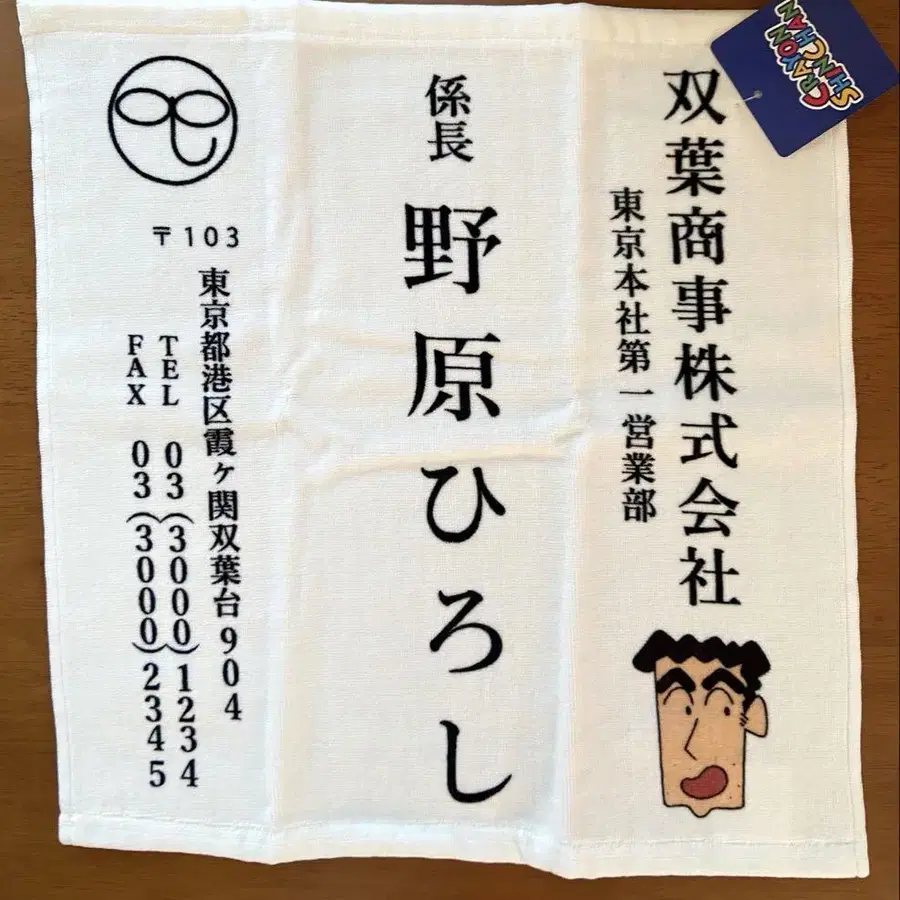 双葉商事株式会社
東京本社第一営業部
係長
野原ひろし
〒103
東京都港区霞ヶ関双葉台904
TEL 03(3000)1234
FAX 03(3000)2345
CRAYON
SHINCHAN